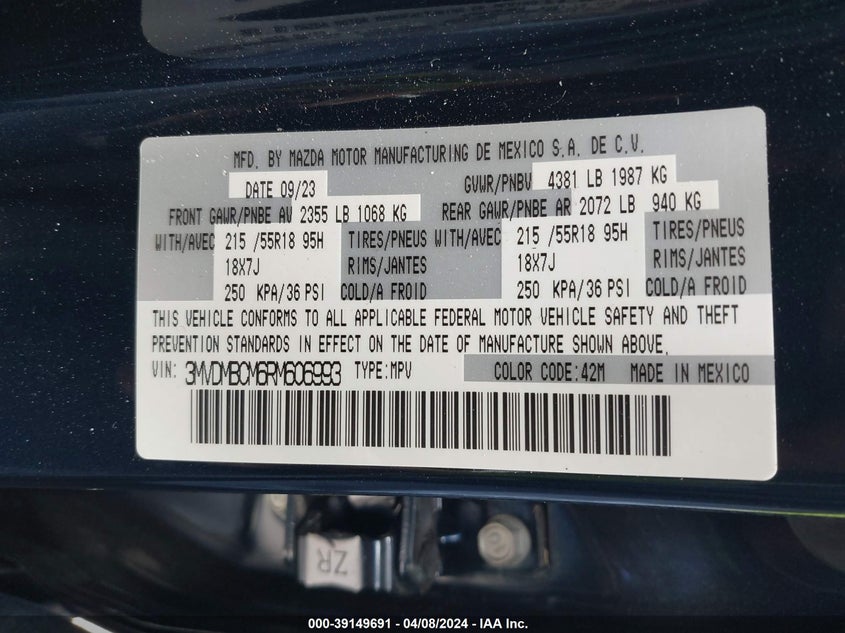 MFD. BY MAZDA MOTOR MANUFACTURING DE MEXICO S.A. DE C.V.
DATE 09/23 GVWR/PNBV 4381 LB 1987 KG
FRONT GAWR/PNBE AV 2355 LB 1068 KG REAR GAWR/PNBE AR 2072 LB 940 KG
WITH/AVEC 215 /55R18 95H TIRES/PNEUS WITH/AVEC 215 /55R18 95H TIRES/PNEUS
18X7J RIMS/JANTES 18X7J RIMS/JANTES
250 KPA/36 PSI COLD/A FROID 250 KPA/36 PSI COLD/A FROID
THIS VEHICLE CONFORMS TO ALL APPLICABLE FEDERAL MOTOR VEHICLE SAFETY AND THEFT
PREVENTION STANDARDS IN EFFECT ON THE DATE OF MANUFACTURE SHOWN ABOVE.
VIN: 3MVDMBCM6RM606993 TYPE:MPV COLOR CODE:42M MADE IN MEXICO
ZR
000-39149691 - 04/08/2024 - IAA Inc.